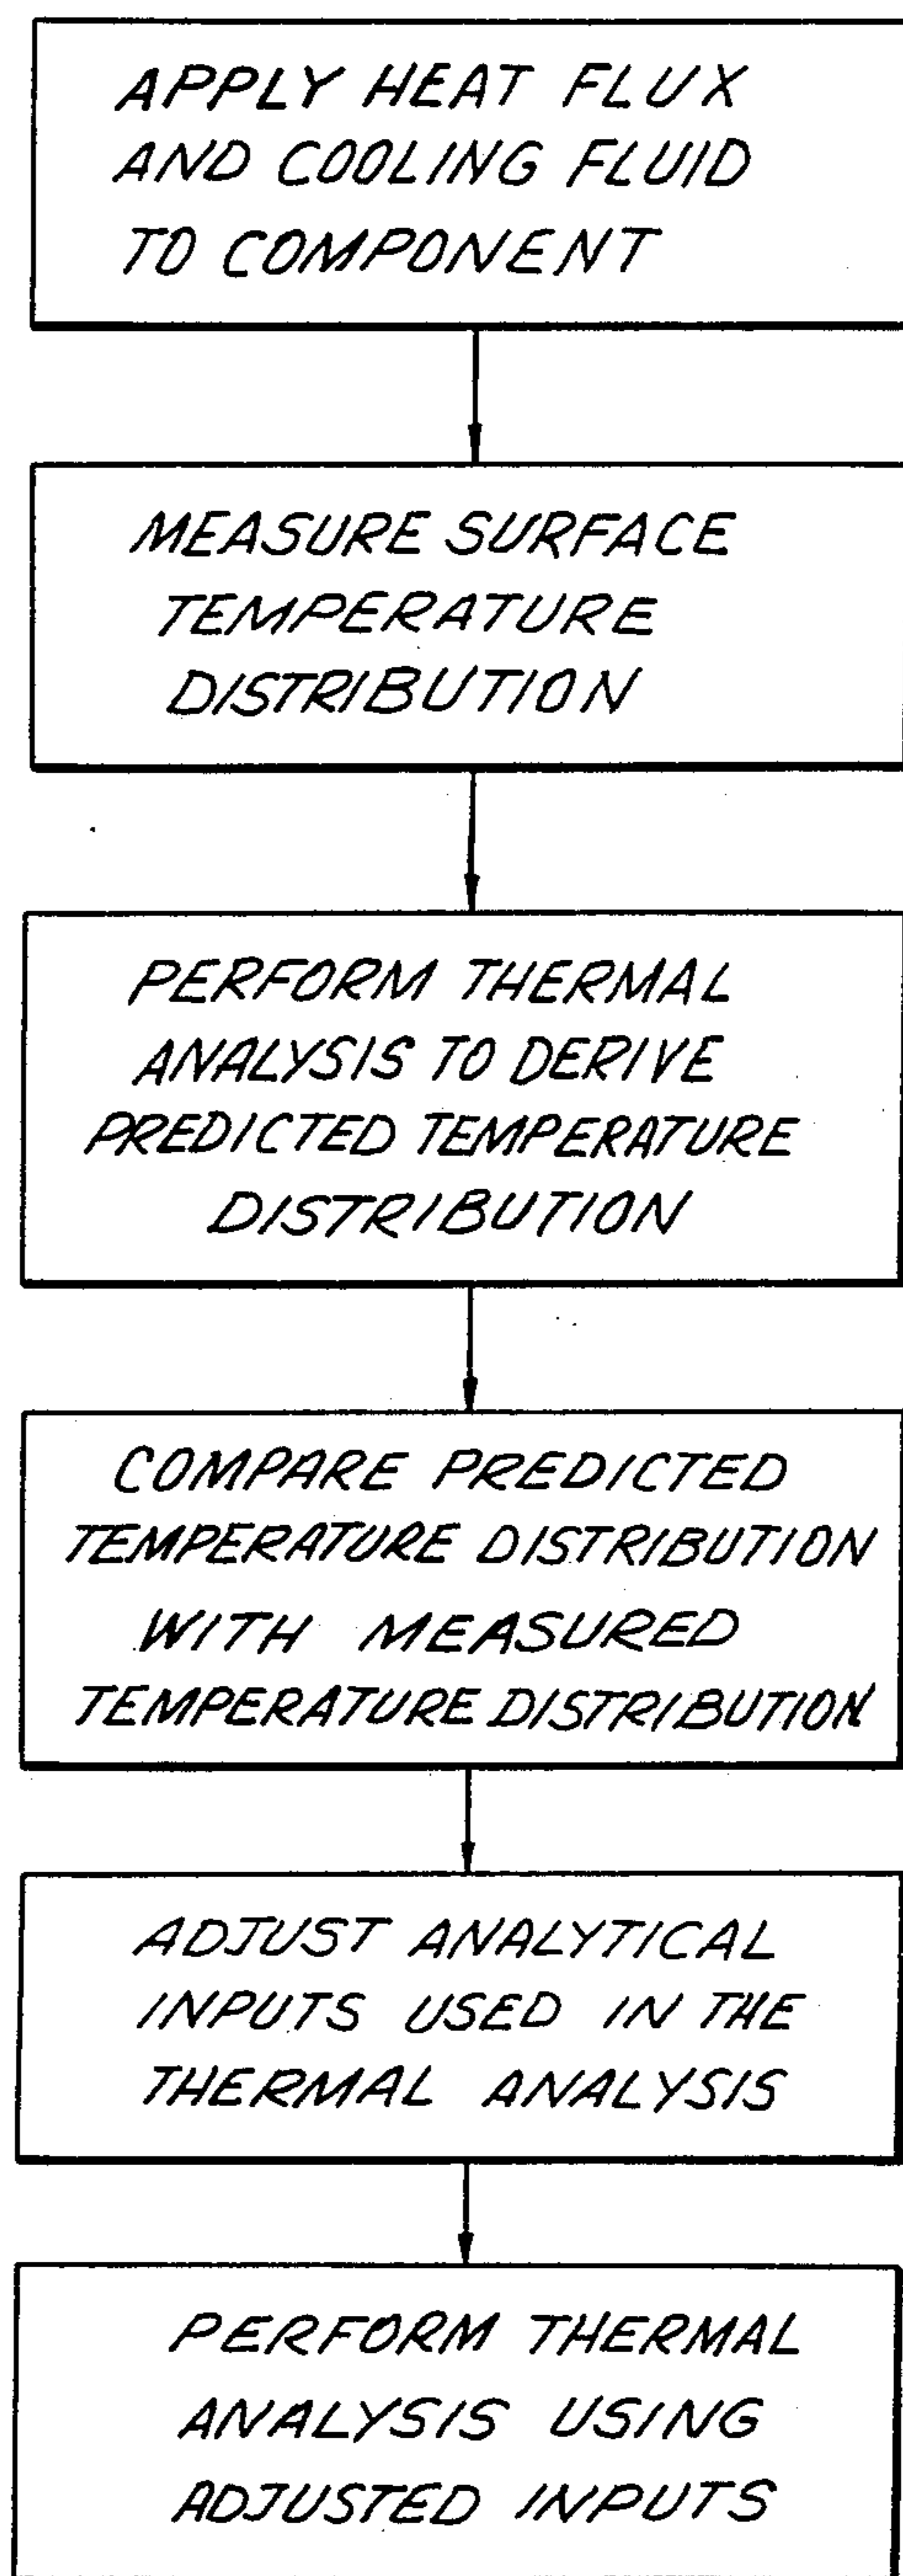 APPLY HEAT FLUX
AND COOLING FLUID
TO COMPONENT
MEASURE SURFACE
TEMPERATURE
DISTRIBUTION
PERFORM THERMAL
ANALYSIS TO DERIVE
PREDICTED TEMPERATURE
DISTRIBUTION
COMPARE PREDICTED
TEMPERATURE DISTRIBUTION
WITH MEASURED
TEMPERATURE DISTRIBUTION
ADJUST ANALYTICAL
INPUTS USED IN THE
THERMAL ANALYSIS
PERFORM THERMAL
ANALYSIS USING
ADJUSTED INPUTS